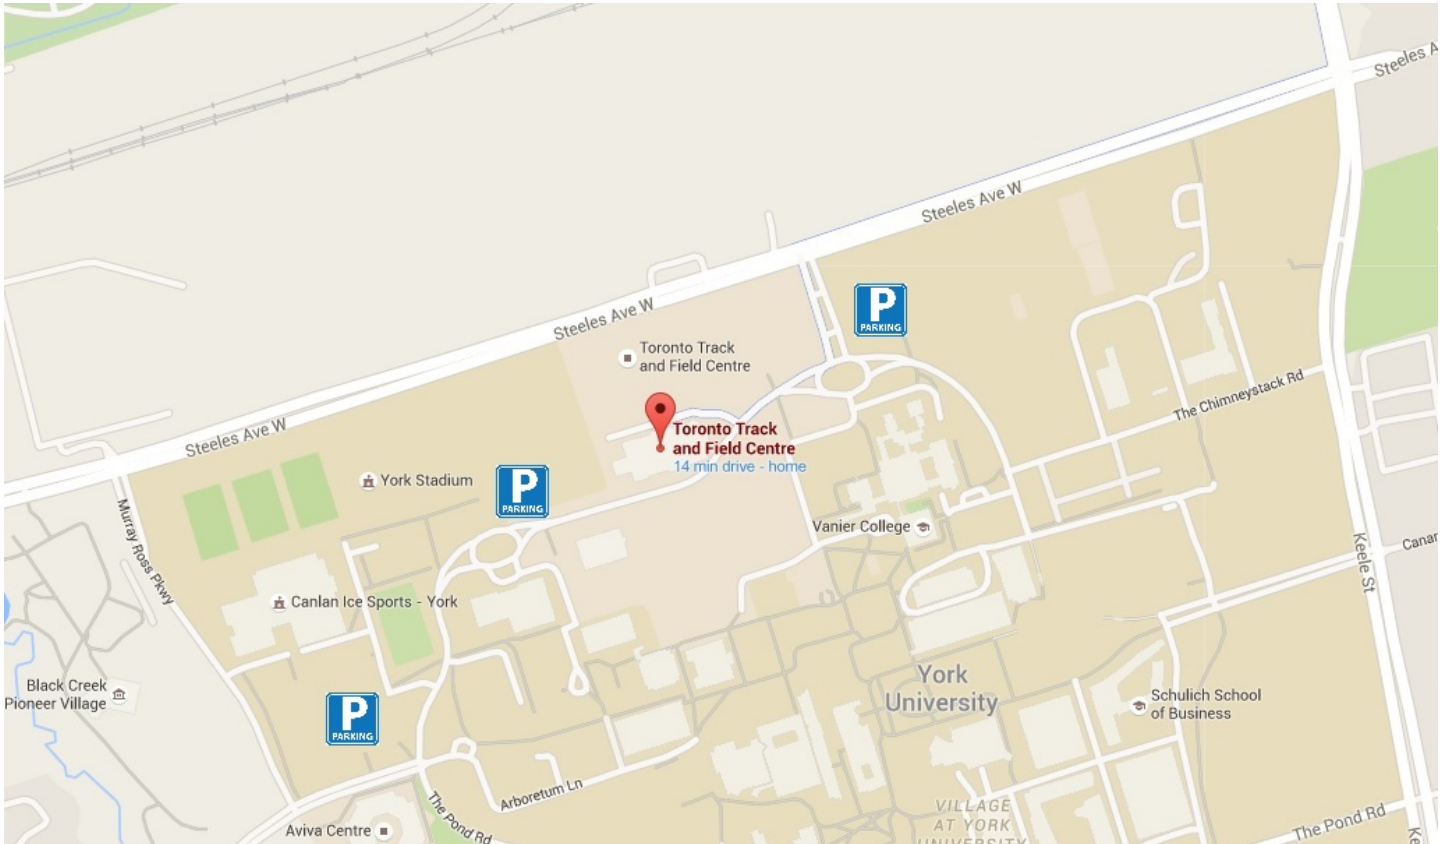 Steeles A
Steeles Ave W
P
PARKING
Steeles Ave W
Toronto Track
and Field Centre
The Chimneystack Rd
Steeles Ave W
Toronto Track
and Field Centre
14 min drive - home
York Stadium
P
PARKING
Murray Ross Pkwy
Vanier College
Keele St
Canar
Canlan Ice Sports - York
Black Creek
Pioneer Village
York
University
Schulich School
of Business
P
PARKING
Arboretum Ln
The Pond Rd
Aviva Centre
VILLAGE
AT YORK
UNIVERSITY
The Pond Rd
Ke